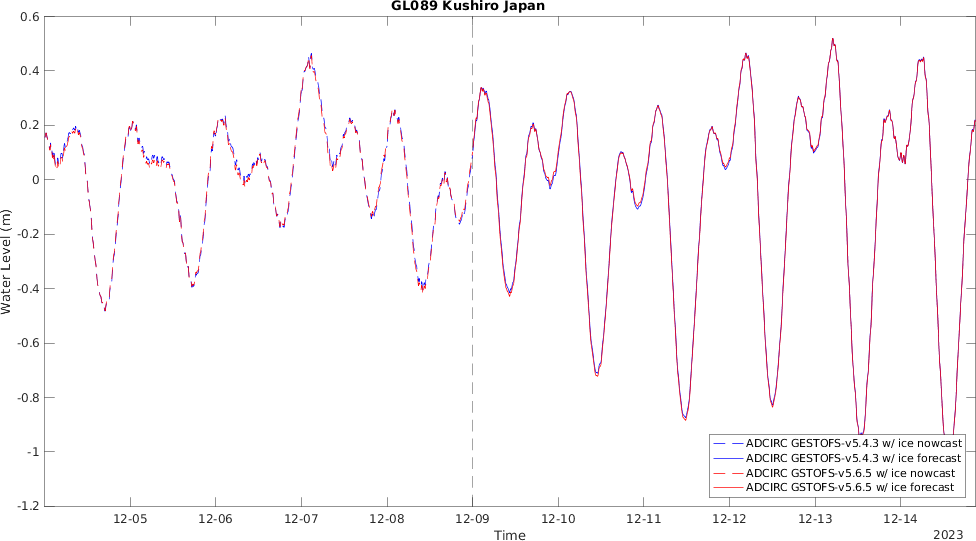 GL089 Kushiro Japan
0.6
0.4
0.2
0
-0.2
-0.4
-0.6
-0.8
-1
-1.2
Water Level (m)
ADCIRC GESTOFS-v5.4.3 w/ ice nowcast
ADCIRC GESTOFS-v5.4.3 w/ ice forecast
ADCIRC GSTOFS-v5.6.5 w/ ice nowcast
ADCIRC GSTOFS-v5.6.5 w/ ice forecast
12-05 12-06 12-07 12-08 12-09 12-10 12-11 12-12 12-13 12-14
Time
2023